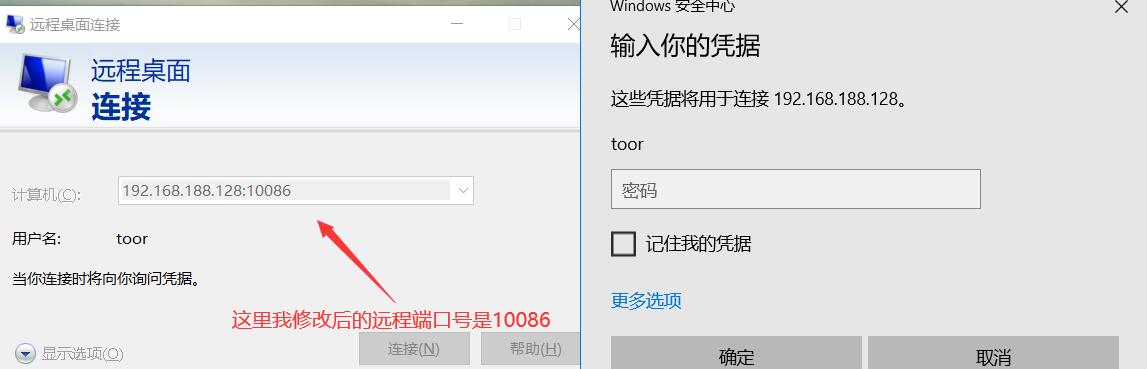 远程桌面连接
远程桌面
连接
计算机(C):
192.168.188.128:10086
用户名:
toor
当你连接时将向你询问凭据。
这里我修改后的远程端口号是10086
显示选项(O)
连接(N)
帮助(H)
Windows 安全中心
输入你的凭据
这些凭据将用于连接 192.168.188.128。
toor
密码
记住我的凭据
更多选项
确定
取消